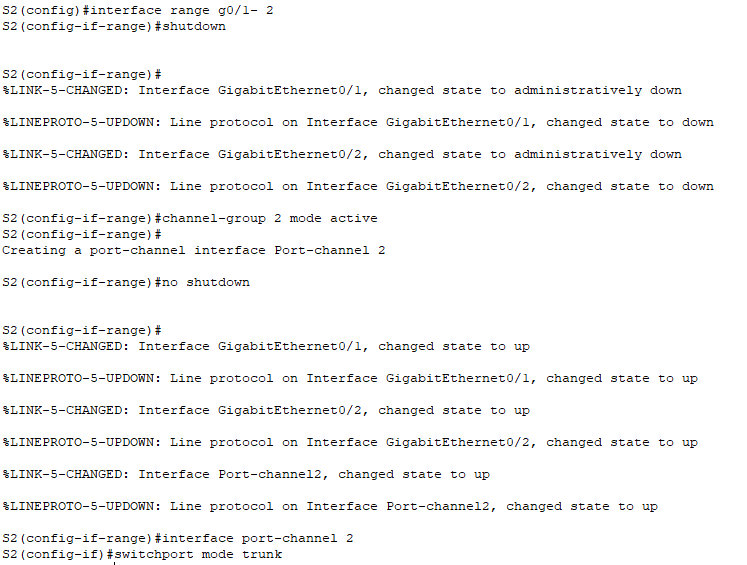 S2(config)#interface range g0/1- 2
S2(config-if-range)#shutdown
S2(config-if-range)#
%LINK-5-CHANGED: Interface GigabitEthernet0/1, changed state to administratively down
%LINEPROTO-5-UPDOWN: Line protocol on Interface GigabitEthernet0/1, changed state to down
%LINK-5-CHANGED: Interface GigabitEthernet0/2, changed state to administratively down
%LINEPROTO-5-UPDOWN: Line protocol on Interface GigabitEthernet0/2, changed state to down
S2(config-if-range)#channel-group 2 mode active
S2(config-if-range)#
Creating a port-channel interface Port-channel 2
S2(config-if-range)#no shutdown
S2(config-if-range)#
%LINK-5-CHANGED: Interface GigabitEthernet0/1, changed state to up
%LINEPROTO-5-UPDOWN: Line protocol on Interface GigabitEthernet0/1, changed state to up
%LINK-5-CHANGED: Interface GigabitEthernet0/2, changed state to up
%LINEPROTO-5-UPDOWN: Line protocol on Interface GigabitEthernet0/2, changed state to up
%LINK-5-CHANGED: Interface Port-channel2, changed state to up
%LINEPROTO-5-UPDOWN: Line protocol on Interface Port-channel2, changed state to up
S2(config-if-range)#interface port-channel 2
S2(config-if)#switchport mode trunk